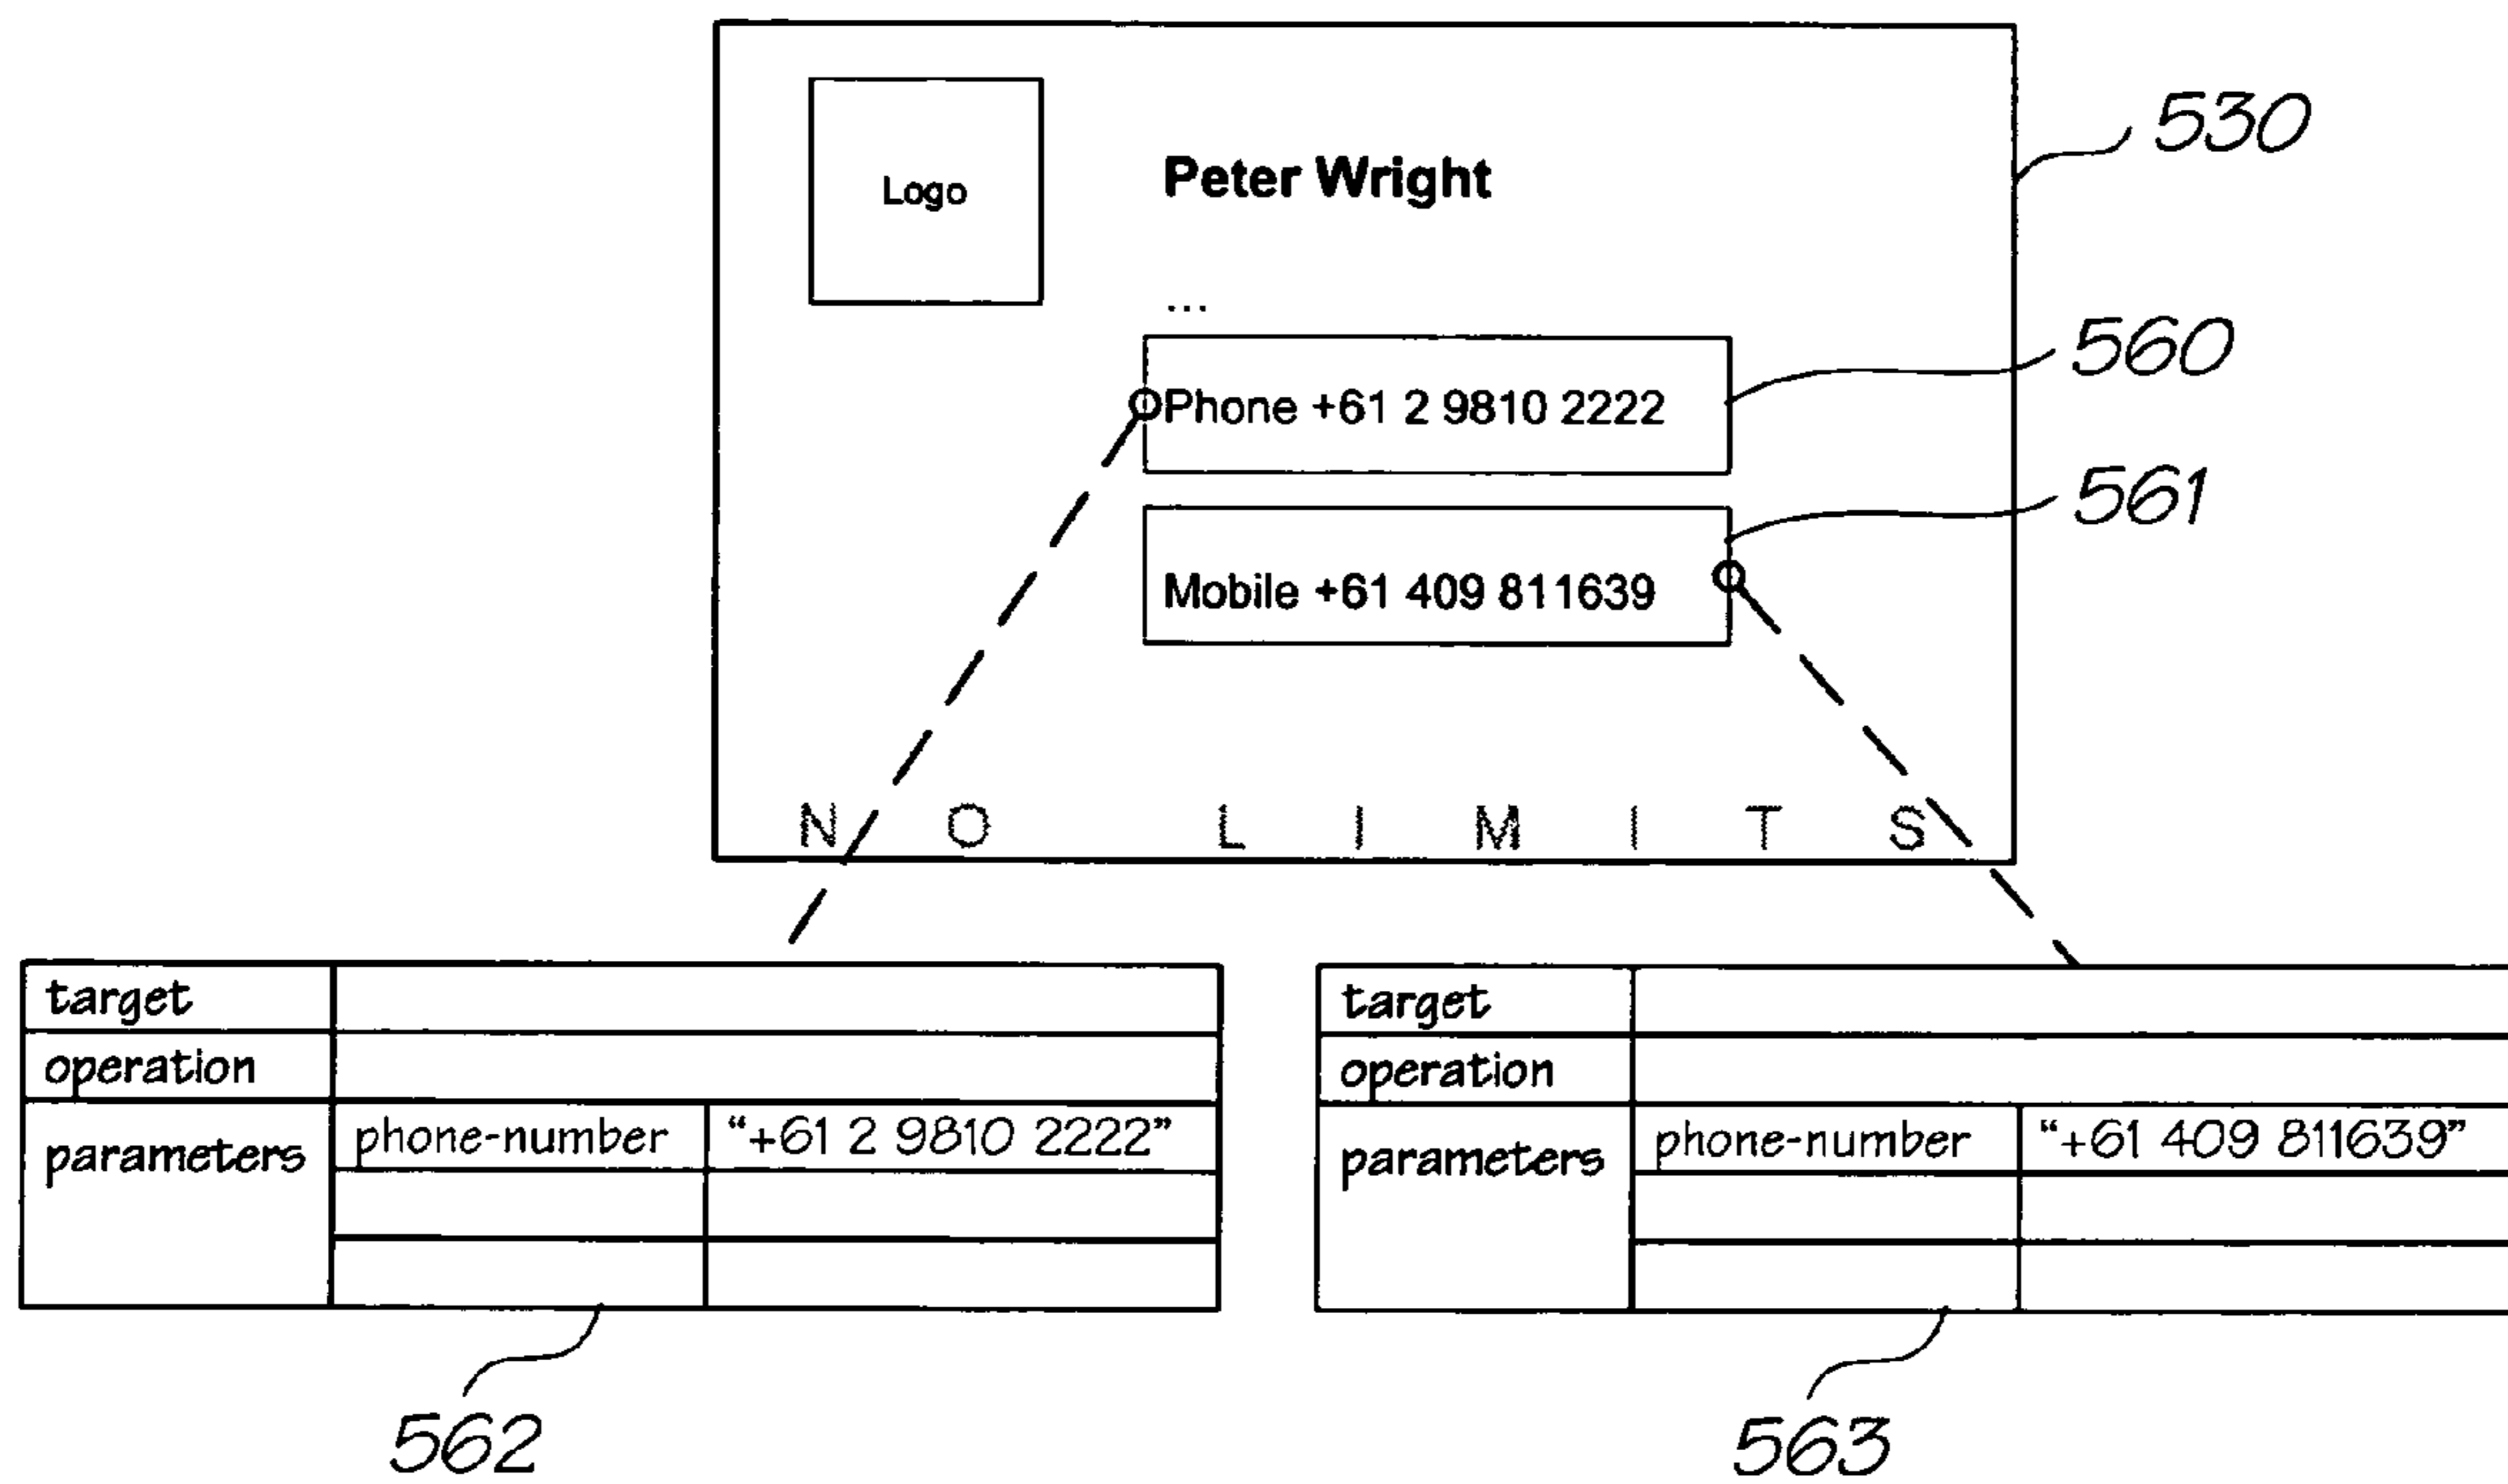 Logo
Peter Wright
530
...
Phone +61 2 9810 2222
560
Mobile +61 409 811639
561
N O L I M I T S
target
operation
parameters phone-number “+61 2 9810 2222”
562
target
operation
parameters phone-number “+61 409 811639”
563